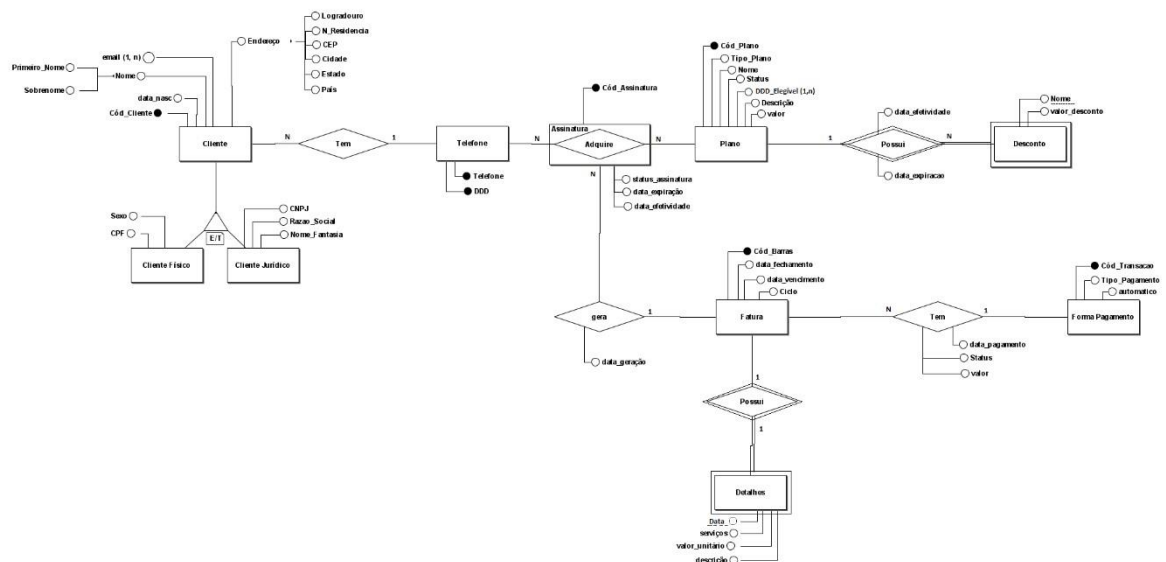 Logradouro
N_Residencia
Endereço
CEP
Cidade
Estado
País
email (1, n)
Primeiro_Nome
Nome
Sobrenome
data_nasc
Cód_Cliente
Cliente
N
Tem
1
Telefone
Telefone
DDD
Sexo
CPF
E/T
CNPJ
Razao_Social
Nome_Fantasia
Cliente Físico
Cliente Jurídico
Cód_Assinatura
Assinatura
N
Adquire
N
N
status_assinatura
data_expiração
data_efetividade
Cód_Plano
Tipo_Plano
Nome
Status
DDD_Elegível (1,n)
Descrição
valor
Plano
1
data_efetividade
Possui
data_expiracao
N
Nome
valor_desconto
Desconto
gera
data_geração
1
Cód_Barras
data_fechamento
data_vencimento
Ciclo
Fatura
N
Tem
1
data_pagamento
Status
valor
Cód_Transacao
Tipo_Pagamento
automatico
Forma Pagamento
1
Possui
1
Detalhes
Data
serviços
valor_unitário
descrição